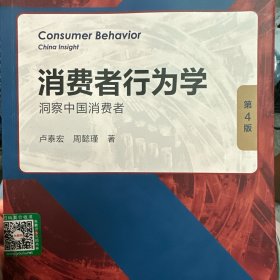 Consumer Behavior
China Insight
消费者行为学
洞察中国消费者
第4版
卢泰宏 周懿瑾 著